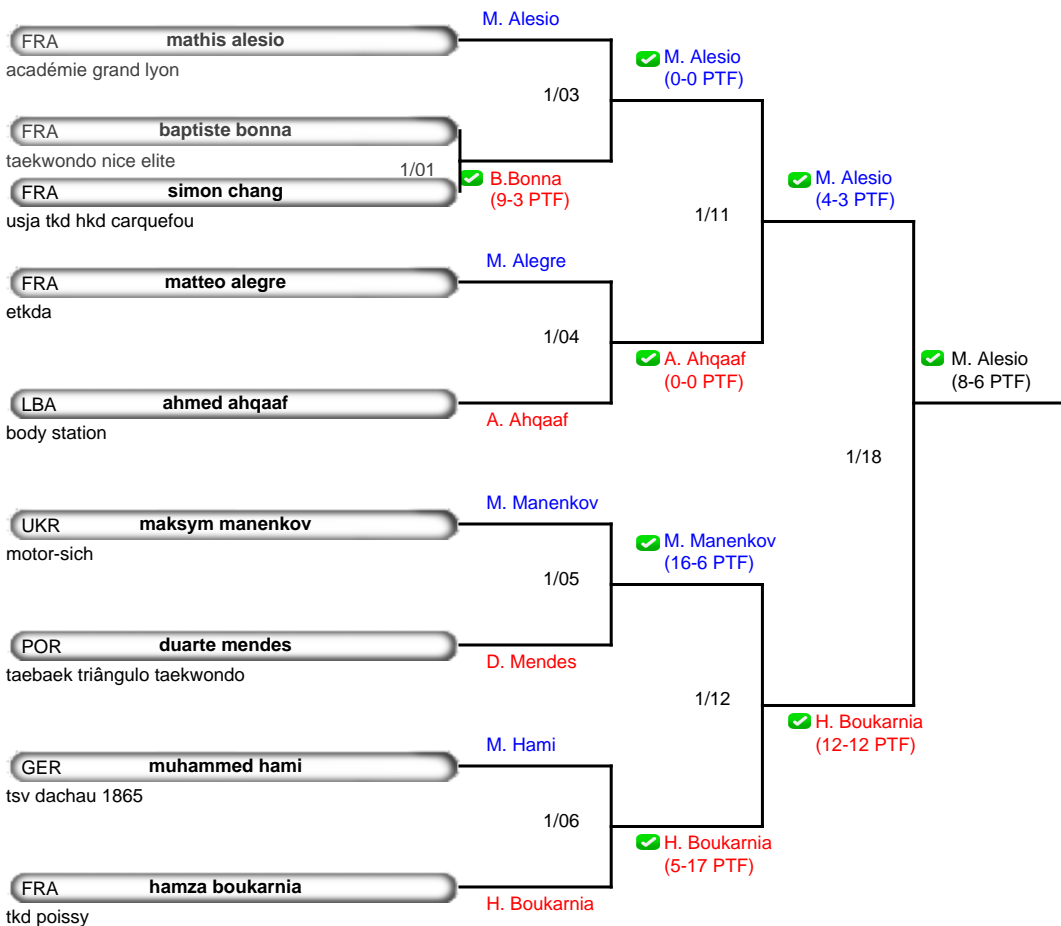 M. Alesio
FRA mathis alesio
académie grand lyon
M. Alesio
(0-0 PTF)
1/03
FRA baptiste bonna
taekwondo nice elite
1/01
B.Bonna
(9-3 PTF)
FRA simon chang
usja tkd hkd carquefou
M. Alesio
(4-3 PTF)
1/11
M. Alegre
FRA matteo alegre
etkda
1/04
A. Ahqaaf
(0-0 PTF)
M. Alesio
(8-6 PTF)
LBA ahmed ahqaaf
body station
A. Ahqaaf
1/18
M. Manenkov
UKR maksym manenkov
motor-sich
M. Manenkov
(16-6 PTF)
1/05
POR duarte mendes
taebaek triângulo taekwondo
D. Mendes
1/12
H. Boukarnia
(12-12 PTF)
M. Hami
GER muhammed hami
tsv dachau 1865
1/06
H. Boukarnia
(5-17 PTF)
FRA hamza boukarnia
tkd poissy
H. Boukarnia